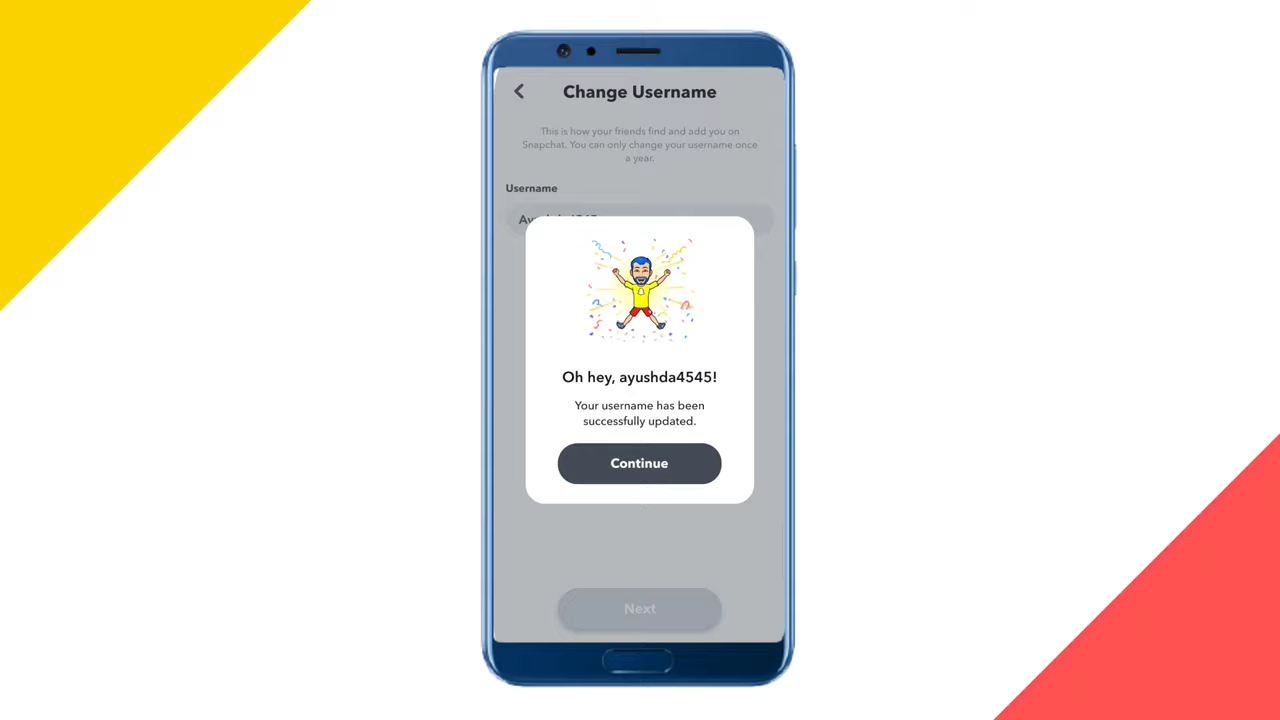 Change Username
This is how your friends find and add you on
Snapchat. You can only change your username once
a year.
Username
Oh hey, ayushda4545!
Your username has been
successfully updated.
Continue
Next